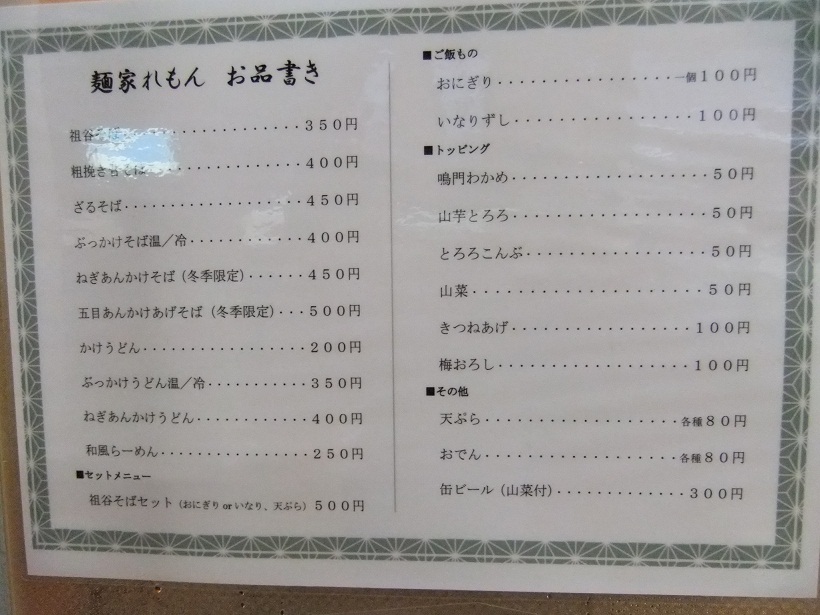 麺家れもん お品書き
祖谷そば・・・・・・・・・・・・・350円
粗挽き田舎そば・・・・・・・・・・400円
ざるそば・・・・・・・・・・・・・・・450円
ぶっかけそば温／冷・・・・・・・・・・400円
ねぎあんかけそば（冬季限定）・・・・・・450円
五目あんかけあげそば（冬季限定）・・・500円
かけうどん・・・・・・・・・・・・・・200円
ぶっかけうどん温／冷・・・・・・・・・350円
ねぎあんかけうどん・・・・・・・・・・400円
和風らーめん・・・・・・・・・・・・・250円
■セットメニュー
祖谷そばセット（おにぎり or いなり、天ぷら）500円
■ご飯もの
おにぎり・・・・・・・・・・・・・・・一個100円
いなりずし・・・・・・・・・・・・・・・・100円
■トッピング
鳴門わかめ・・・・・・・・・・・・・・・・・50円
山芋とろろ・・・・・・・・・・・・・・・・・50円
とろろこんぶ・・・・・・・・・・・・・・・・50円
山菜・・・・・・・・・・・・・・・・・・・・50円
きつねあげ・・・・・・・・・・・・・・・・100円
梅おろし・・・・・・・・・・・・・・・・・100円
■その他
天ぷら・・・・・・・・・・・・・・・・・各種80円
おでん・・・・・・・・・・・・・・・・・各種80円
缶ビール（山菜付）・・・・・・・・・・・300円